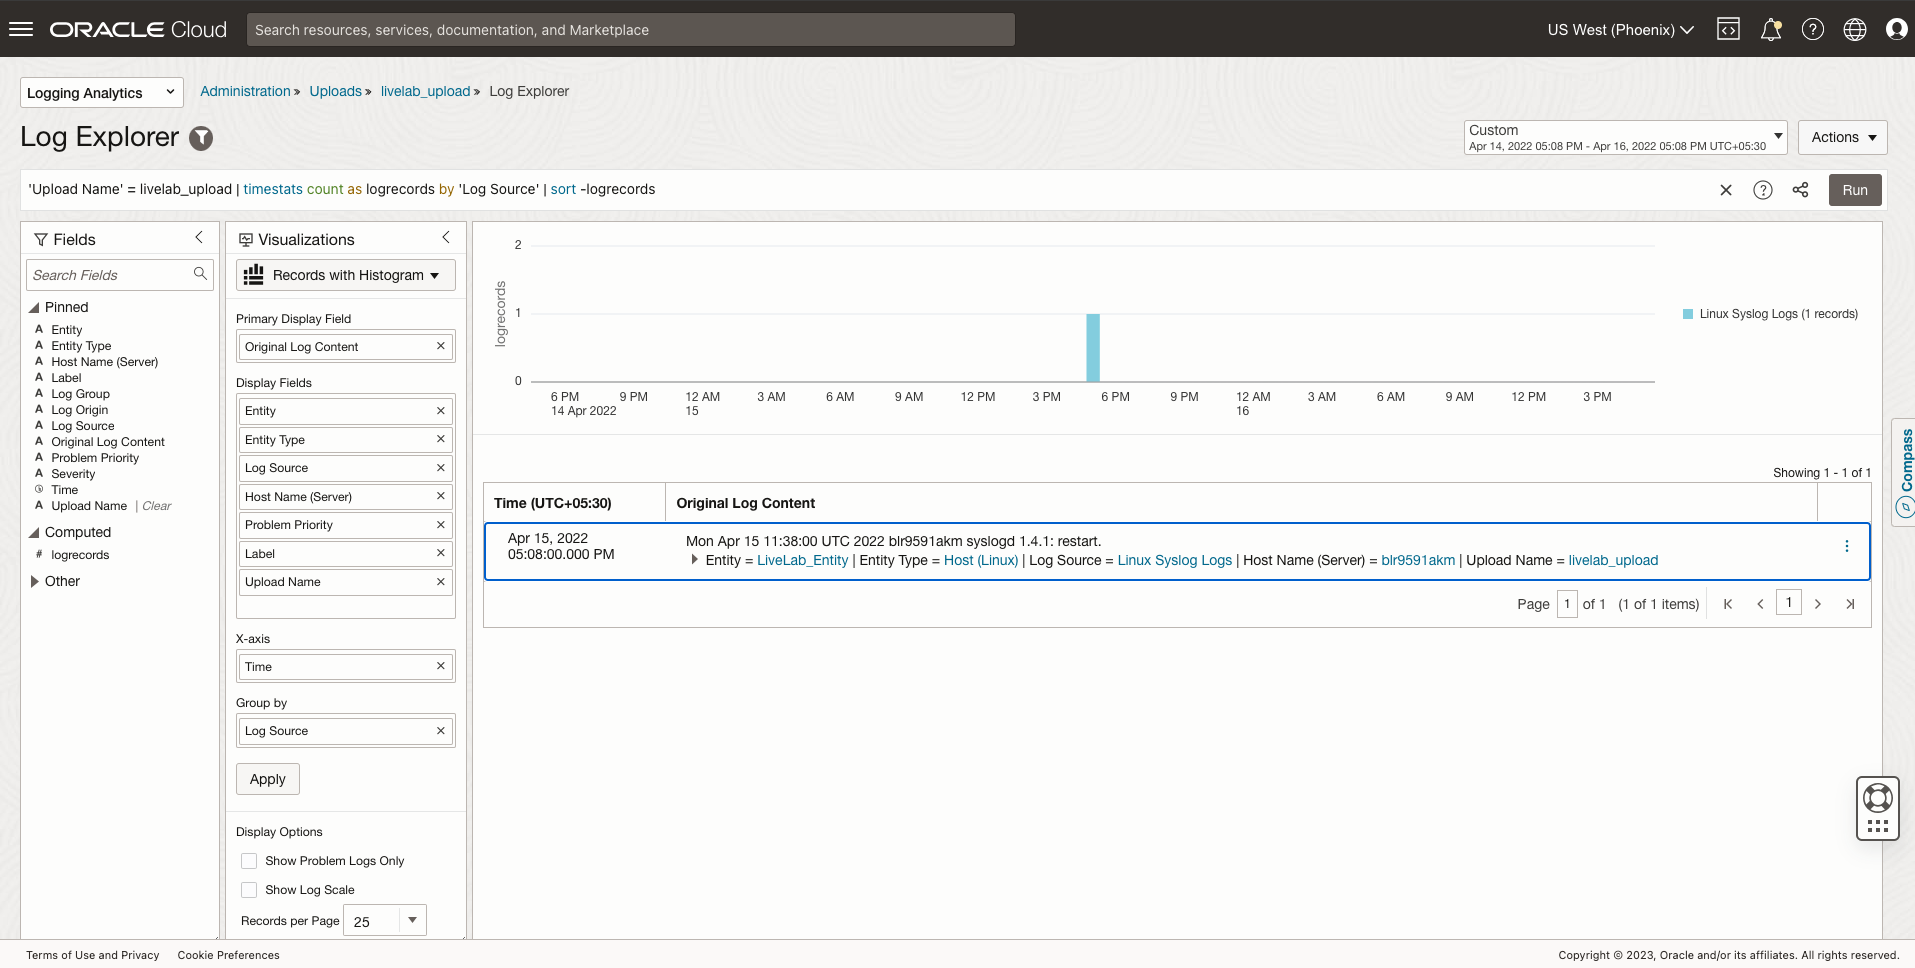 ORACLE Cloud
Search resources, services, documentation, and Marketplace
US West (Phoenix)
Logging Analytics
Administration » Uploads » livelab_upload » Log Explorer
Log Explorer
Custom
Apr 14, 2022 05:08 PM - Apr 16, 2022 05:08 PM UTC+05:30
Actions
'Upload Name' = livelab_upload | timestats count as logrecords by 'Log Source' | sort -logrecords
Run
Fields
Search Fields
Pinned
A Entity
A Entity Type
A Host Name (Server)
A Label
A Log Group
A Log Origin
A Log Source
A Original Log Content
A Problem Priority
A Severity
Time
A Upload Name | Clear
Computed
# logrecords
Other
Visualizations
Records with Histogram
Primary Display Field
Original Log Content ×
Display Fields
Entity ×
Entity Type ×
Log Source ×
Host Name (Server) ×
Problem Priority ×
Label ×
Upload Name ×
X-axis
Time ×
Group by
Log Source ×
Apply
Display Options
Show Problem Logs Only
Show Log Scale
Records per Page 25
logrecords
2
1
0
6 PM 9 PM 12 AM 3 AM 6 AM 9 AM 12 PM 3 PM 6 PM 9 PM 12 AM 3 AM 6 AM 9 AM 12 PM 3 PM
14 Apr 2022 15 16
Linux Syslog Logs (1 records)
Showing 1 - 1 of 1
Time (UTC+05:30) Original Log Content
Apr 15, 2022
05:08:00.000 PM
Mon Apr 15 11:38:00 UTC 2022 blr9591akm syslogd 1.4.1: restart.
Entity = LiveLab_Entity | Entity Type = Host (Linux) | Log Source = Linux Syslog Logs | Host Name (Server) = blr9591akm | Upload Name = livelab_upload
Page 1 of 1 (1 of 1 items) 1
Compass
Terms of Use and Privacy Cookie Preferences
Copyright © 2023, Oracle and/or its affiliates. All rights reserved.